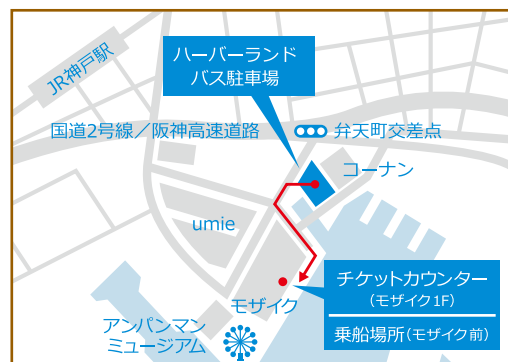 JR神戸駅
ハーバーランド
バス駐車場
国道2号線／阪神高速道路
弁天町交差点
コーナン
umie
モザイク
チケットカウンター
（モザイク1F）
乗船場所（モザイク前）
アンパンマン
ミュージアム